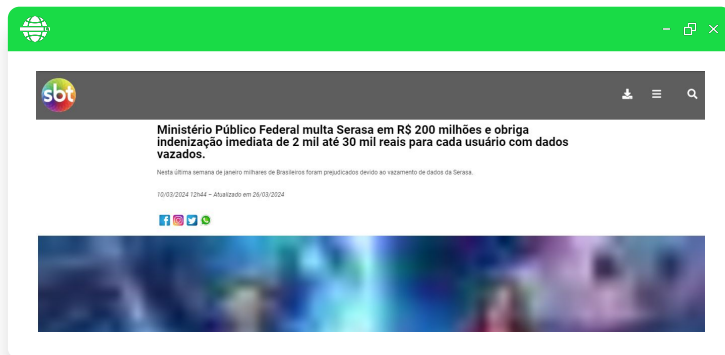 sbt
Ministério Público Federal multa Serasa em R$ 200 milhões e obriga
indenização imediata de 2 mil até 30 mil reais para cada usuário com dados
vazados.
Nesta última semana de janeiro milhares de Brasileiros foram prejudicados devido ao vazamento de dados da Serasa.
10/03/2024 12h44 – Atualizado em 26/03/2024